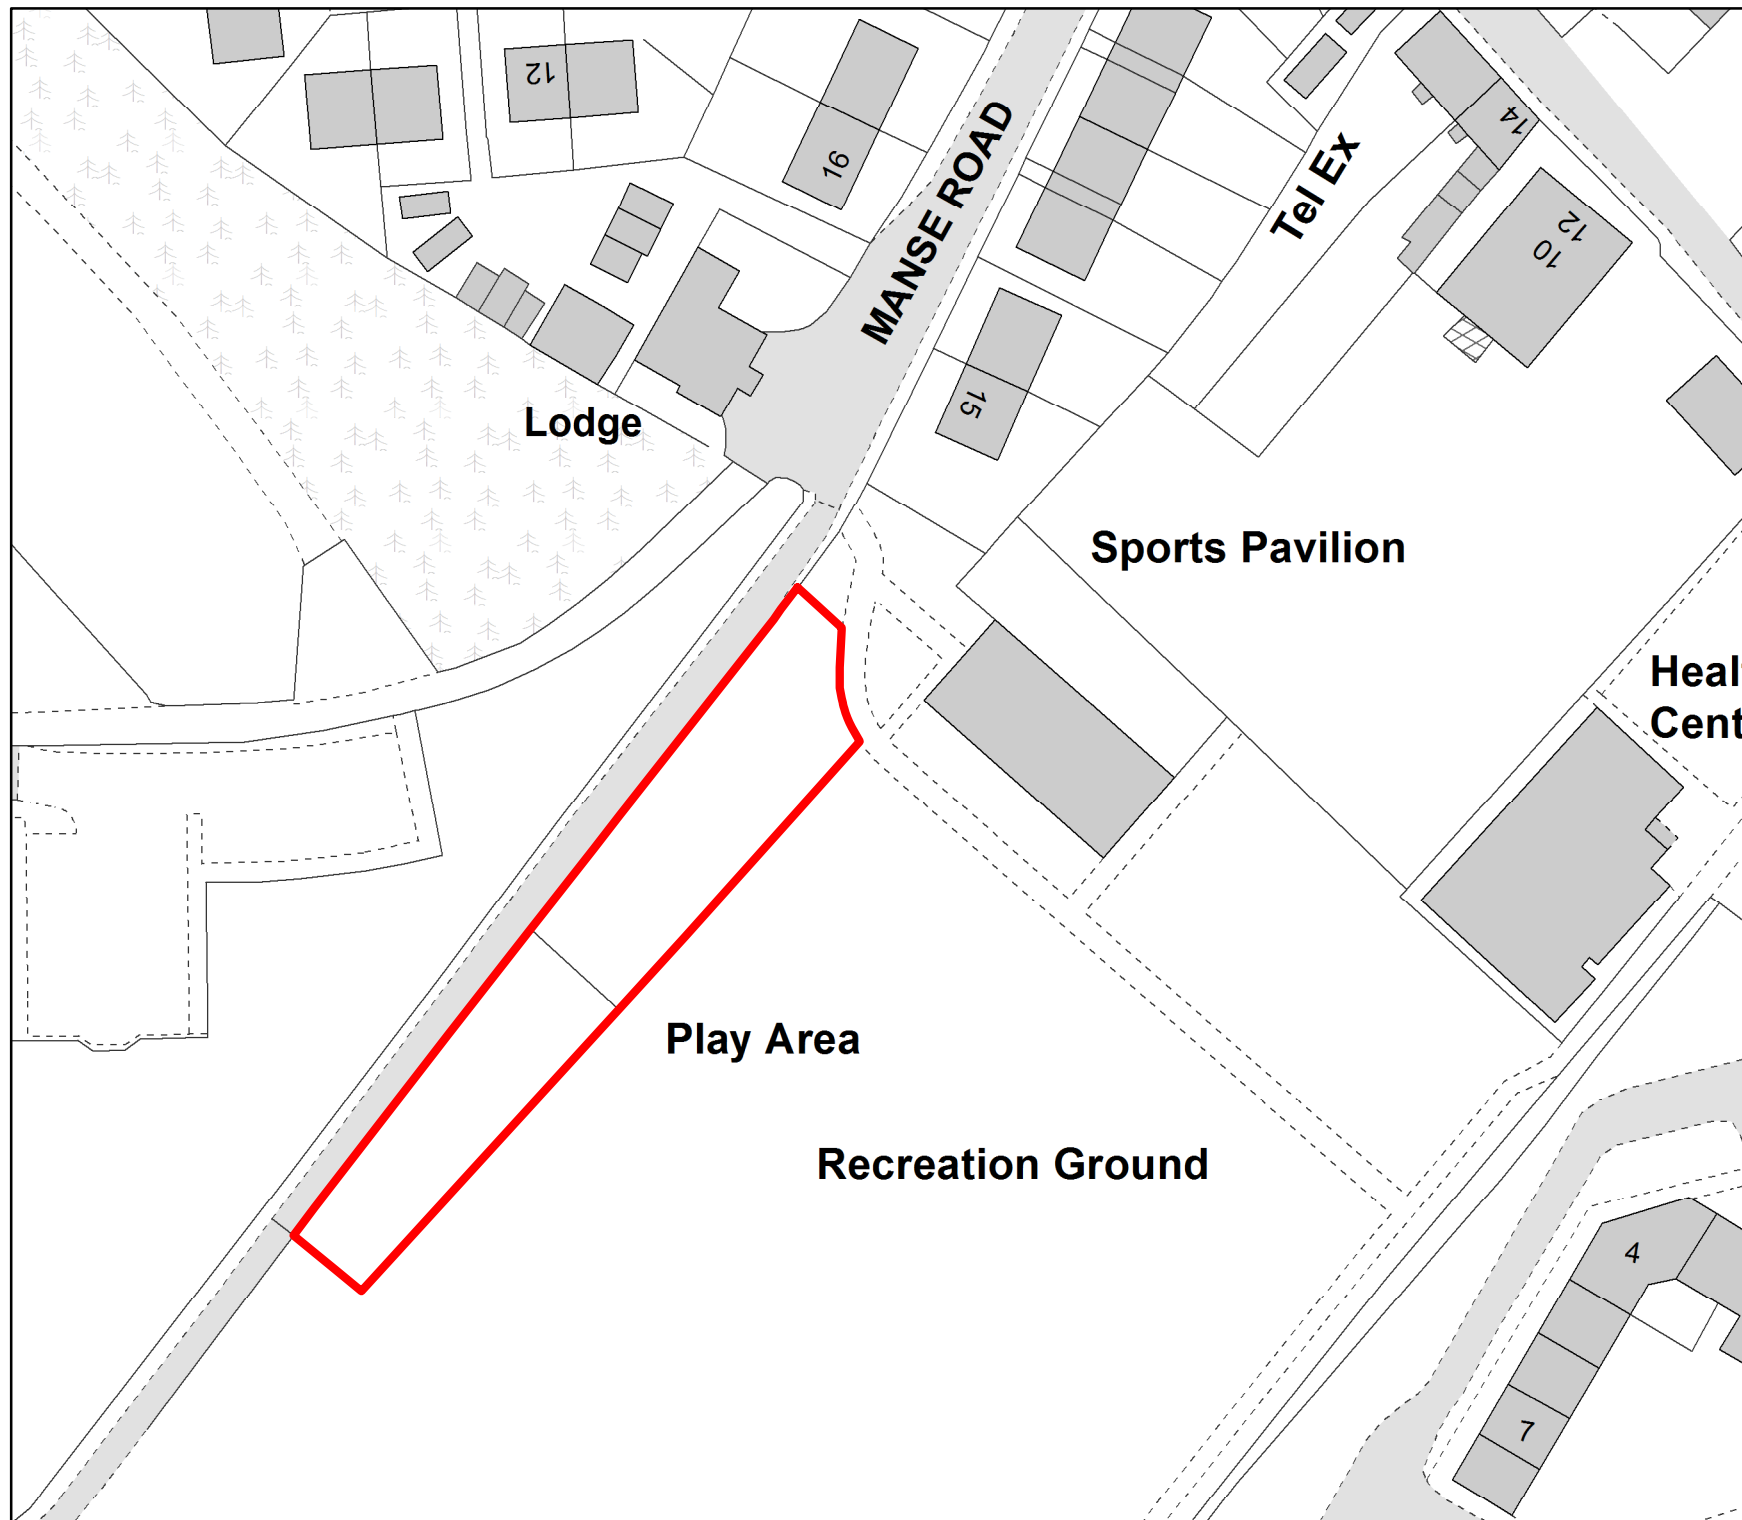 12
16
MANSE ROAD
Tel Ex
14
12
10
15
Lodge
Sports Pavilion
Heal
Cent
Play Area
Recreation Ground
4
7